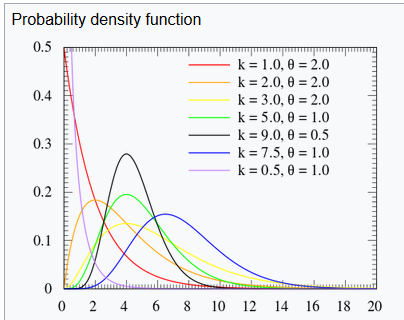 Probability density function
0.5
0.4
0.3
0.2
0.1
0
k = 1.0, θ = 2.0
k = 2.0, θ = 2.0
k = 3.0, θ = 2.0
k = 5.0, θ = 1.0
k = 9.0, θ = 0.5
k = 7.5, θ = 1.0
k = 0.5, θ = 1.0
0 2 4 6 8 10 12 14 16 18 20